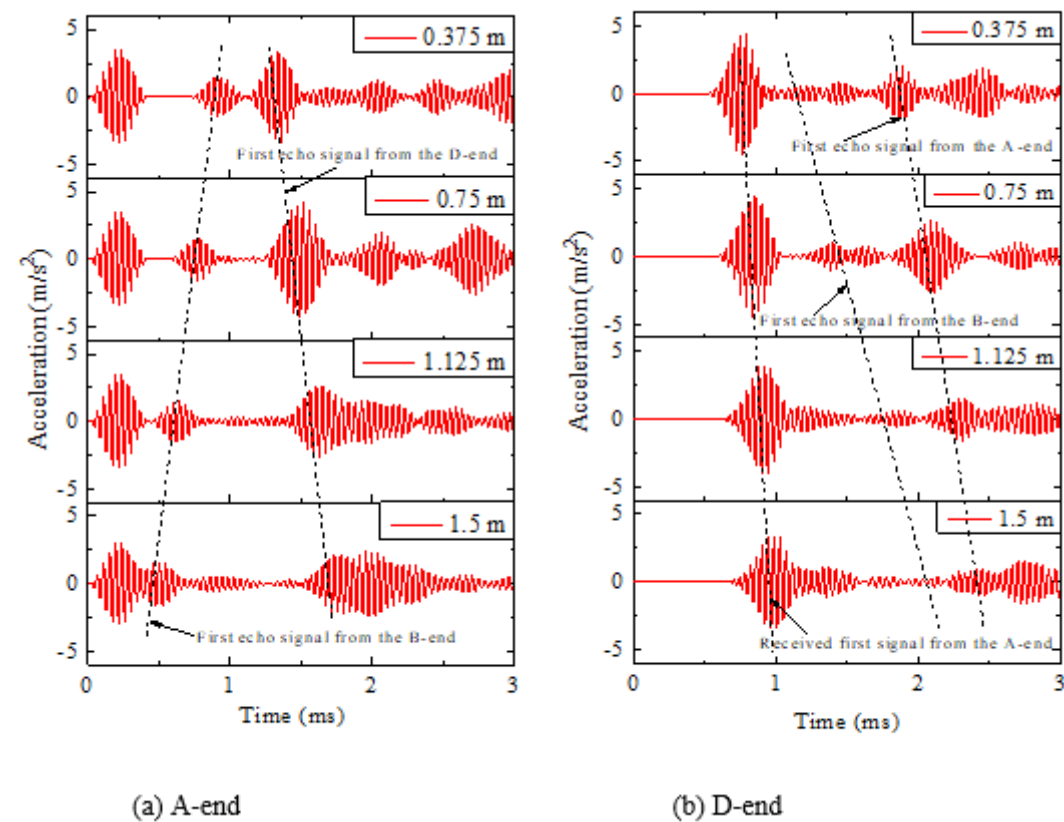 5
0
-5
0.375 m
First echo signal from the D-end
5
0
-5
0.75 m
5
0
-5
1.125 m
5
0
-5
1.5 m
First echo signal from the B-end
0 1 2 3
Time (ms)
Acceleration (m/s²)
(a) A-end
5
0
-5
0.375 m
First echo signal from the A-end
5
0
-5
0.75 m
First echo signal from the B-end
5
0
-5
1.125 m
5
0
-5
1.5 m
Received first signal from the A-end
0 1 2 3
Time (ms)
Acceleration (m/s²)
(b) D-end